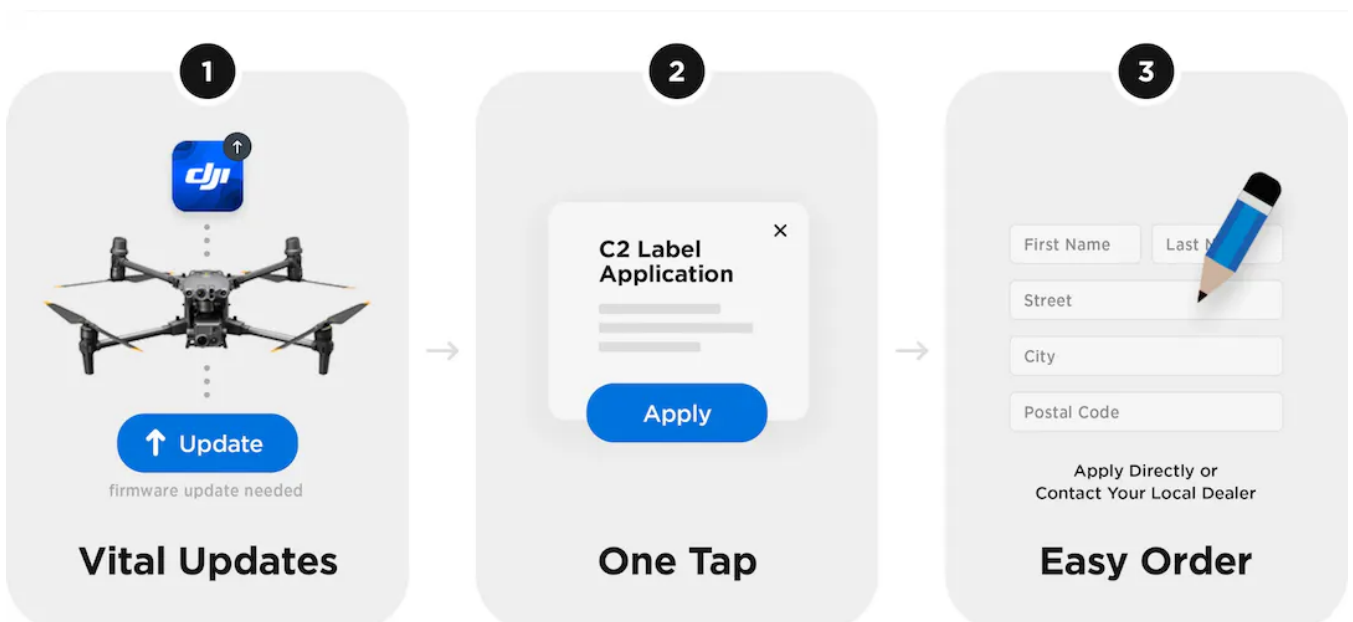 1
dji
Update
firmware update needed
Vital Updates
2
C2 Label
Application
Apply
One Tap
3
First Name
Last
Street
City
Postal Code
Apply Directly or
Contact Your Local Dealer
Easy Order